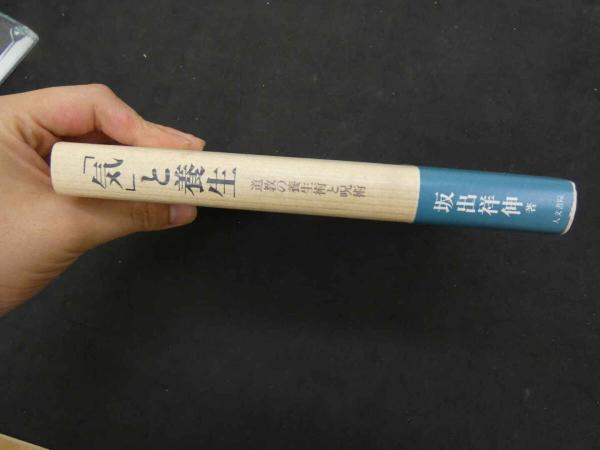 「気」と養生
道教の養生術と呪術
坂出祥伸 著
人文書院